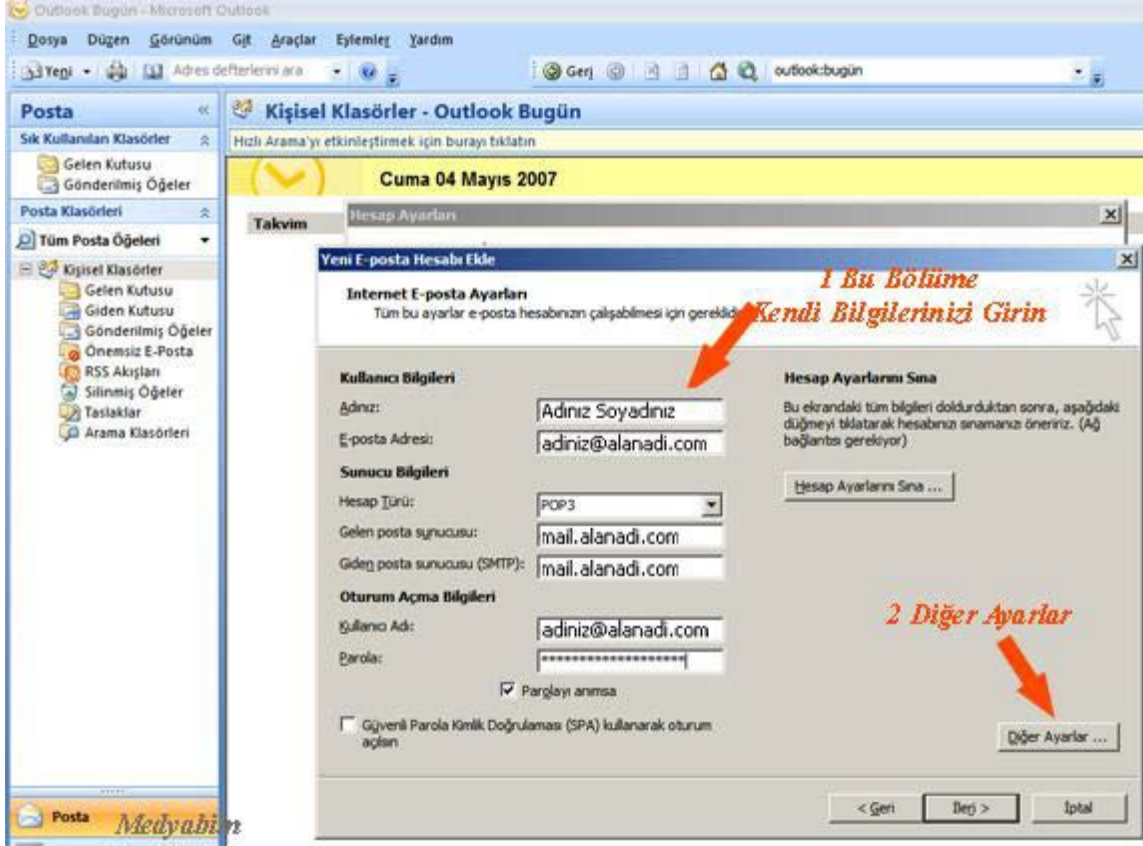 Outlook Bugün - Microsoft Outlook
Dosya Düzen Görünüm Git Araçlar Eylemler Yardım
Yeni Adres defterlerini ara Geri outlook:bugün
Posta
Sık Kullanılan Klasörler
Gelen Kutusu
Gönderilmiş Öğeler
Posta Klasörleri
Tüm Posta Öğeleri
Kişisel Klasörler
Gelen Kutusu
Giden Kutusu
Gönderilmiş Öğeler
Önemsiz E-Posta
RSS Akışları
Silinmiş Öğeler
Taslaklar
Arama Klasörleri
Posta
Medyabim
Kişisel Klasörler - Outlook Bugün
Hızlı Arama'yı etkinleştirmek için burayı tıklatın
Cuma 04 Mayıs 2007
Takvim
Hesap Ayarları
Yeni E-posta Hesabı Ekle
Internet E-posta Ayarları
Tüm bu ayarlar e-posta hesabınızın çalışabilmesi için
1 Bu Bölüme
Kendi Bilgilerinizi Girin
Kullanıcı Bilgileri
Adınız: Adınız Soyadınız
E-posta Adresi: adiniz@alanadi.com
Sunucu Bilgileri
Hesap Türü: POP3
Gelen posta sunucusu: mail.alanadi.com
Giden posta sunucusu (SMTP): mail.alanadi.com
Oturum Açma Bilgileri
Kullanıcı Adı: adiniz@alanadi.com
Parola: *******************
Parolayı anımsa
Güvenli Parola Kimlik Doğrulaması (SPA) kullanarak oturum
açılsın
Hesap Ayarlarını Sına
Bu ekrandaki tüm bilgileri doldurduktan sonra, aşağıdaki
düğmeyi tıklatarak hesabınızı sınamanızı öneririz. (Ağ
bağlantısı gerekiyor)
Hesap Ayarlarını Sına ...
2 Diğer Ayarlar
Diğer Ayarlar ...
< Geri İleri > İptal